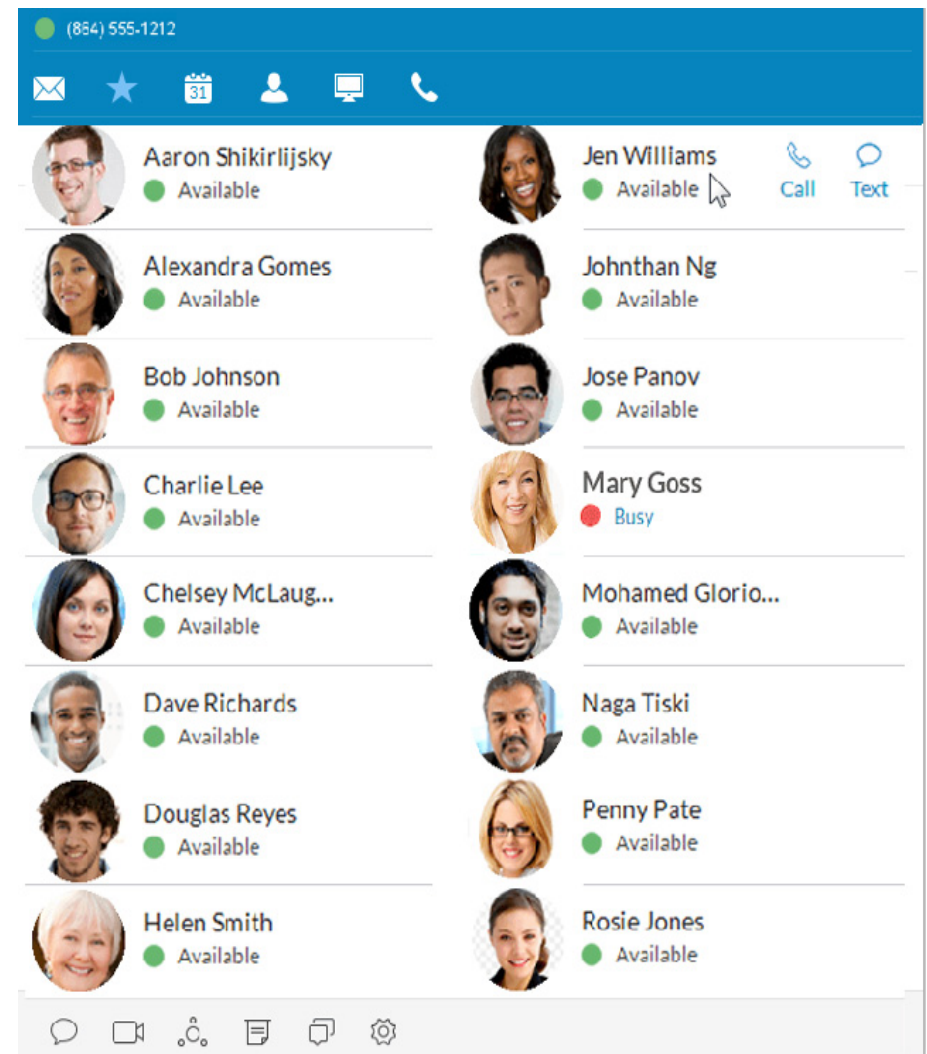 (864) 555-1212
31
Aaron Shikirlijsky
Available
Alexandra Gomes
Available
Bob Johnson
Available
Charlie Lee
Available
Chelsey McLaug...
Available
Dave Richards
Available
Douglas Reyes
Available
Helen Smith
Available
Jen Williams
Available
Call
Text
Johnthan Ng
Available
Jose Panov
Available
Mary Goss
Busy
Mohamed Glorio...
Available
Naga Tiski
Available
Penny Pate
Available
Rosie Jones
Available